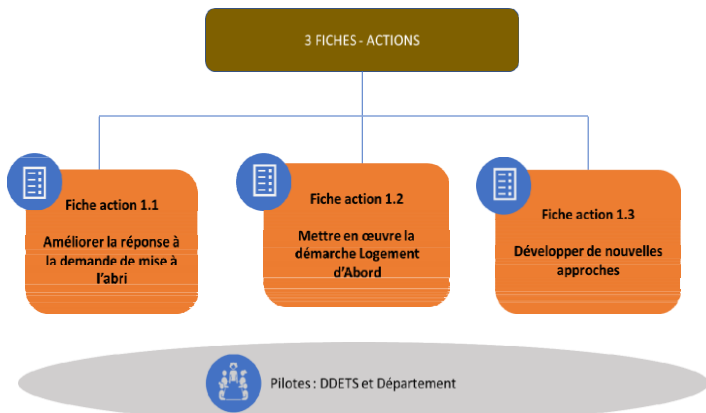 3 FICHES - ACTIONS
Fiche action 1.1
Améliorer la réponse à
la demande de mise à
l'abri
Fiche action 1.2
Mettre en œuvre la
démarche Logement
d'Abord
Fiche action 1.3
Développer de nouvelles
approches
Pilotes : DDETS et Département